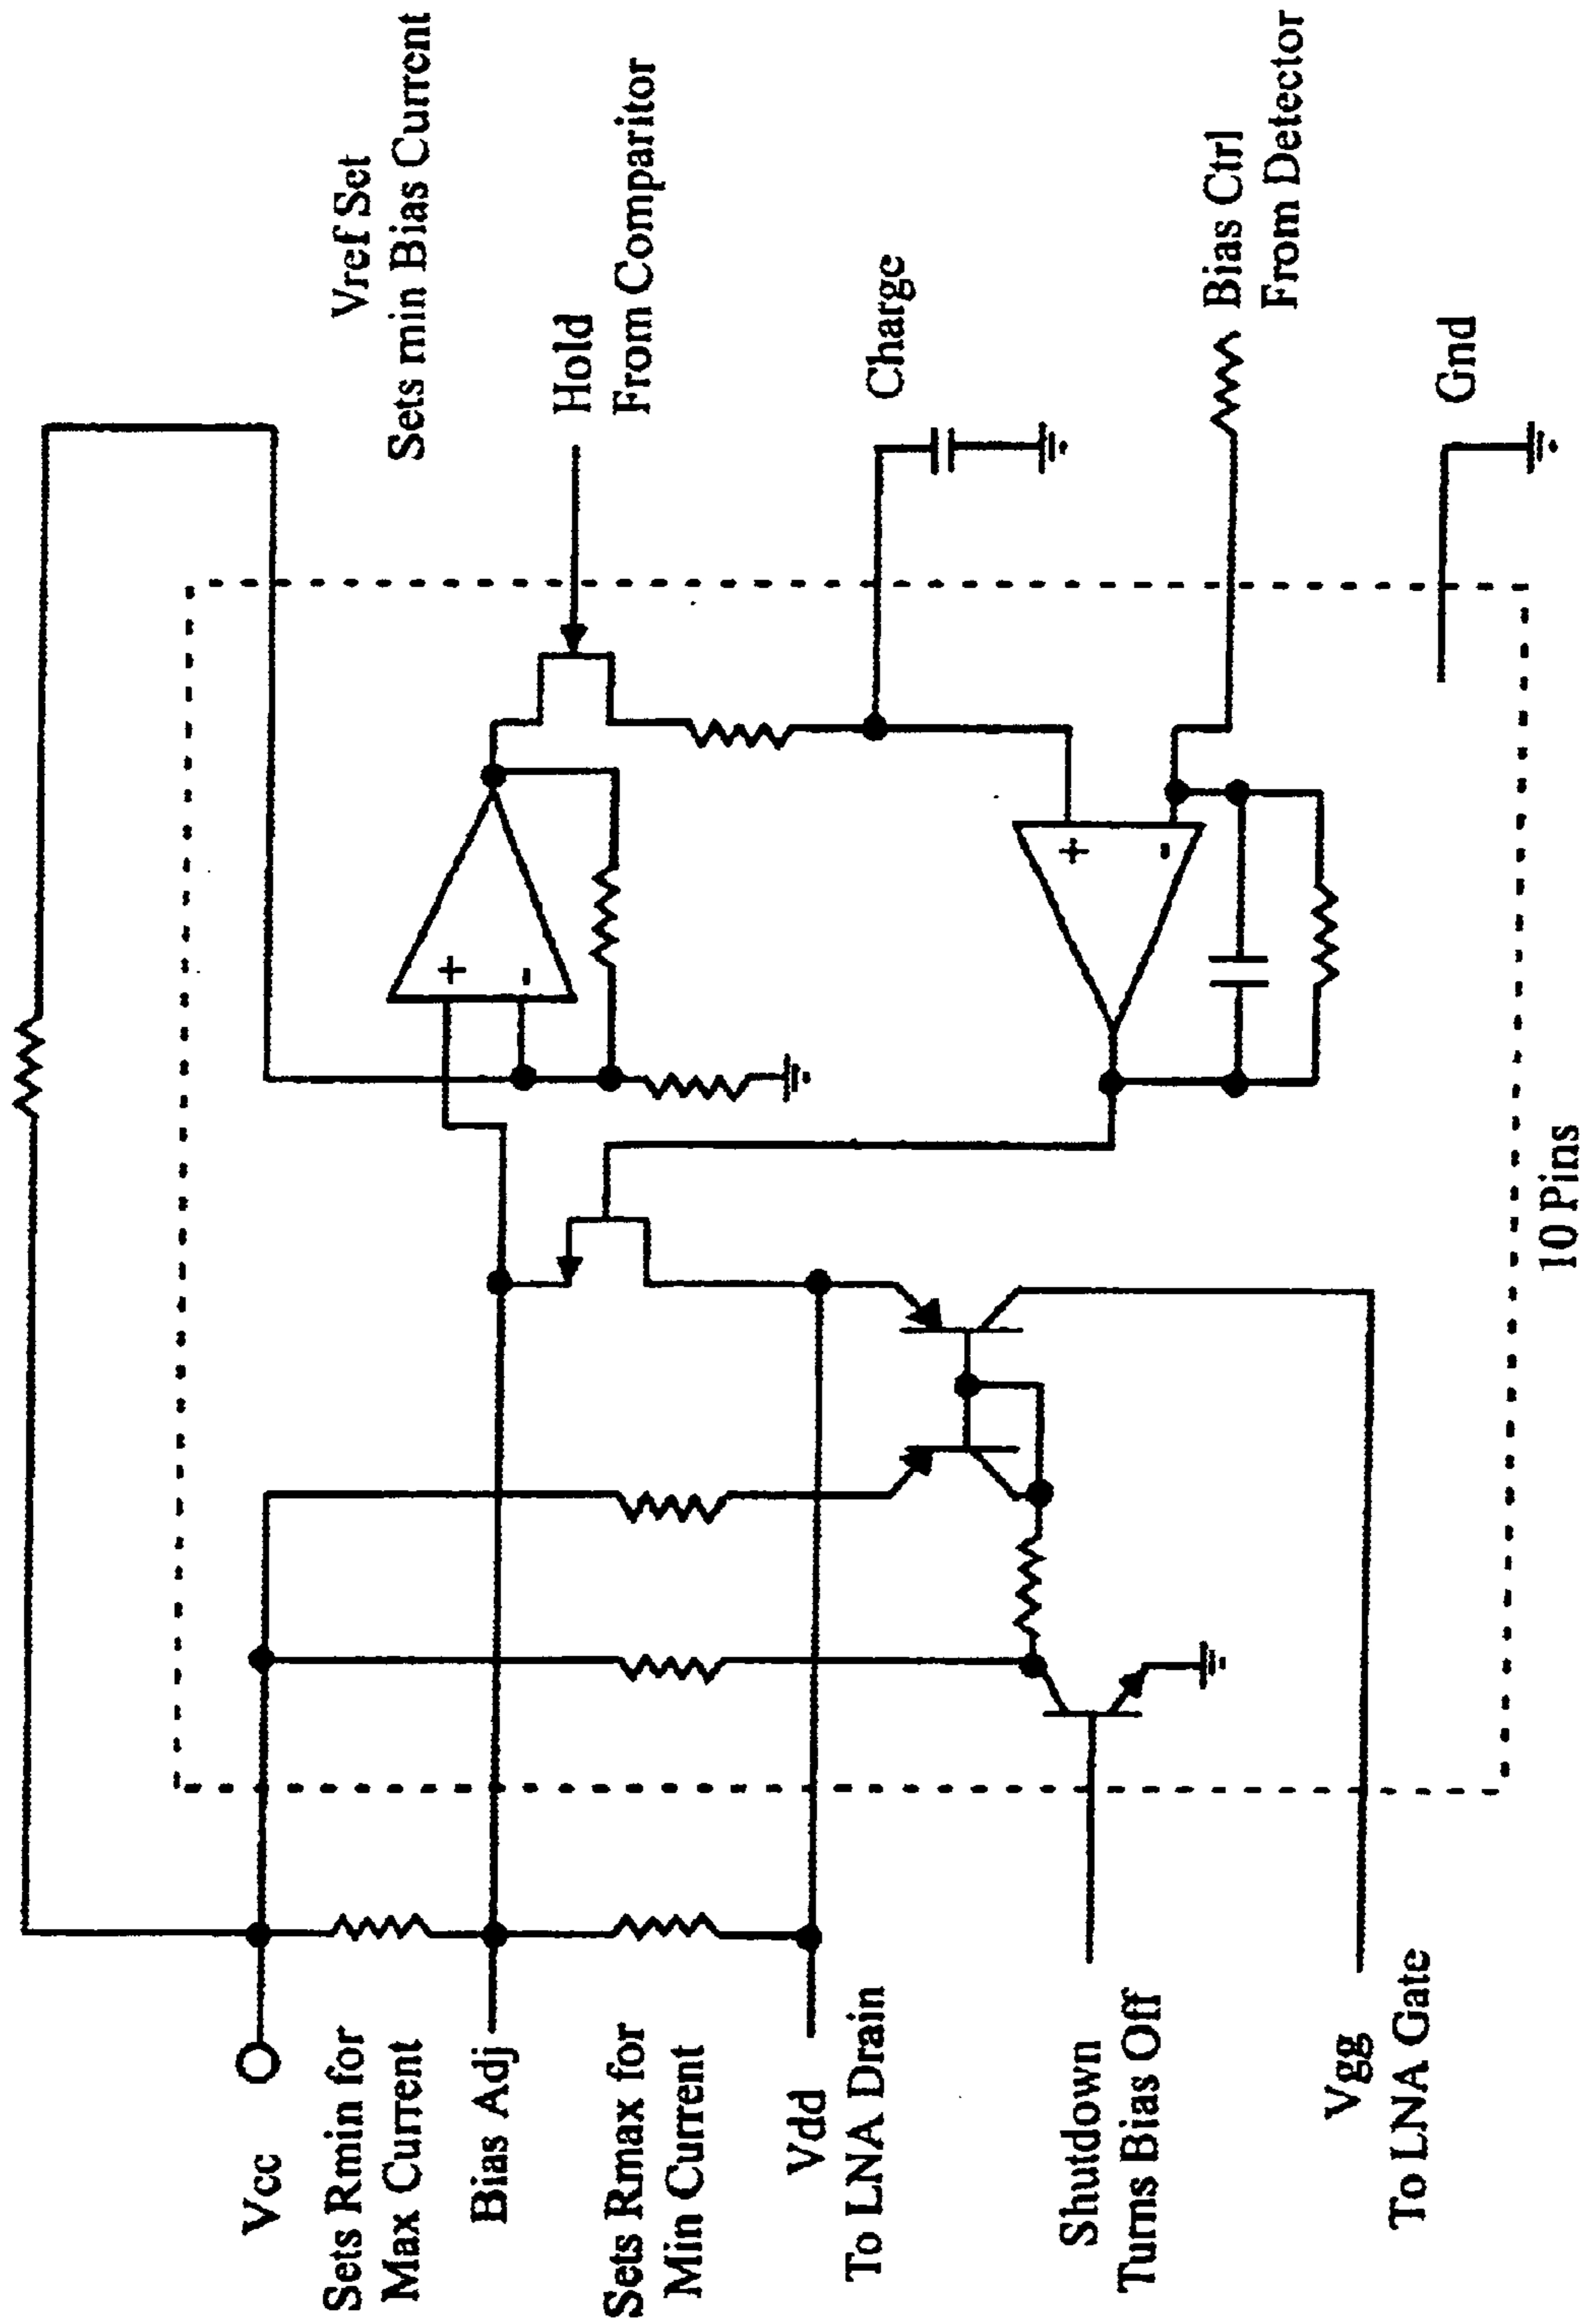 Vcc
Sets Rmin for
Max Current
Bias Adj
Sets Rmax for
Min Current
Vdd
To LNA Drain
Shutdown
Turns Bias Off
Vgg
To LNA Gate
+
-
+
-
Vref Set
Sets min Bias Current
Hold
From Comparitor
Charge
Bias Ctrl
From Detector
Gnd
10 Pins